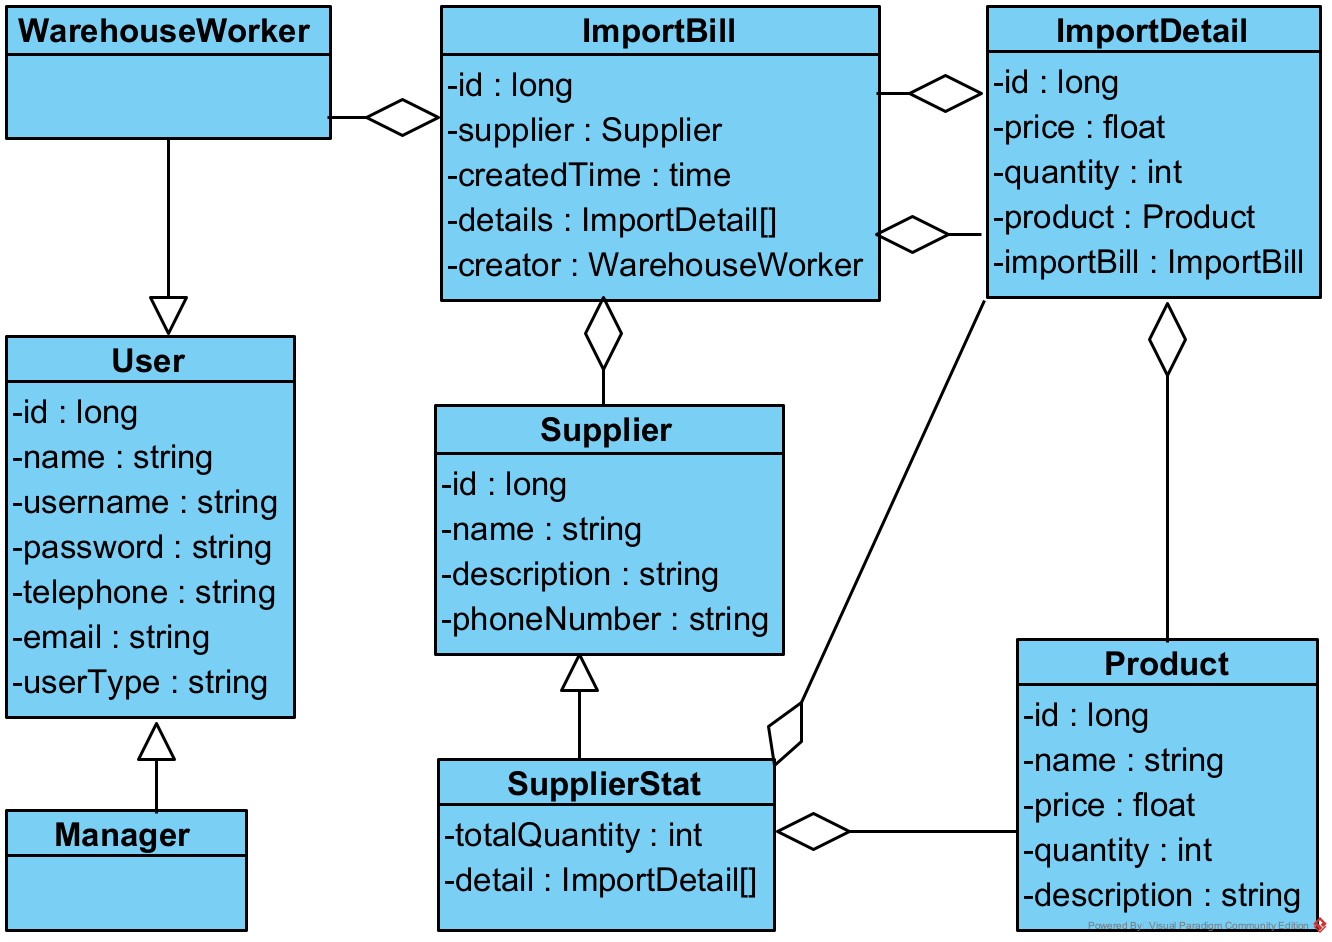 WarehouseWorker
ImportBill
-id : long
-supplier : Supplier
-createdTime : time
-details : ImportDetail[]
-creator : WarehouseWorker
ImportDetail
-id : long
-price : float
-quantity : int
-product : Product
-importBill : ImportBill
User
-id : long
-name : string
-username : string
-password : string
-telephone : string
-email : string
-userType : string
Supplier
-id : long
-name : string
-description : string
-phoneNumber : string
Manager
SupplierStat
-totalQuantity : int
-detail : ImportDetail[]
Product
-id : long
-name : string
-price : float
-quantity : int
-description : string
Powered By Visual Paradigm Community Edition